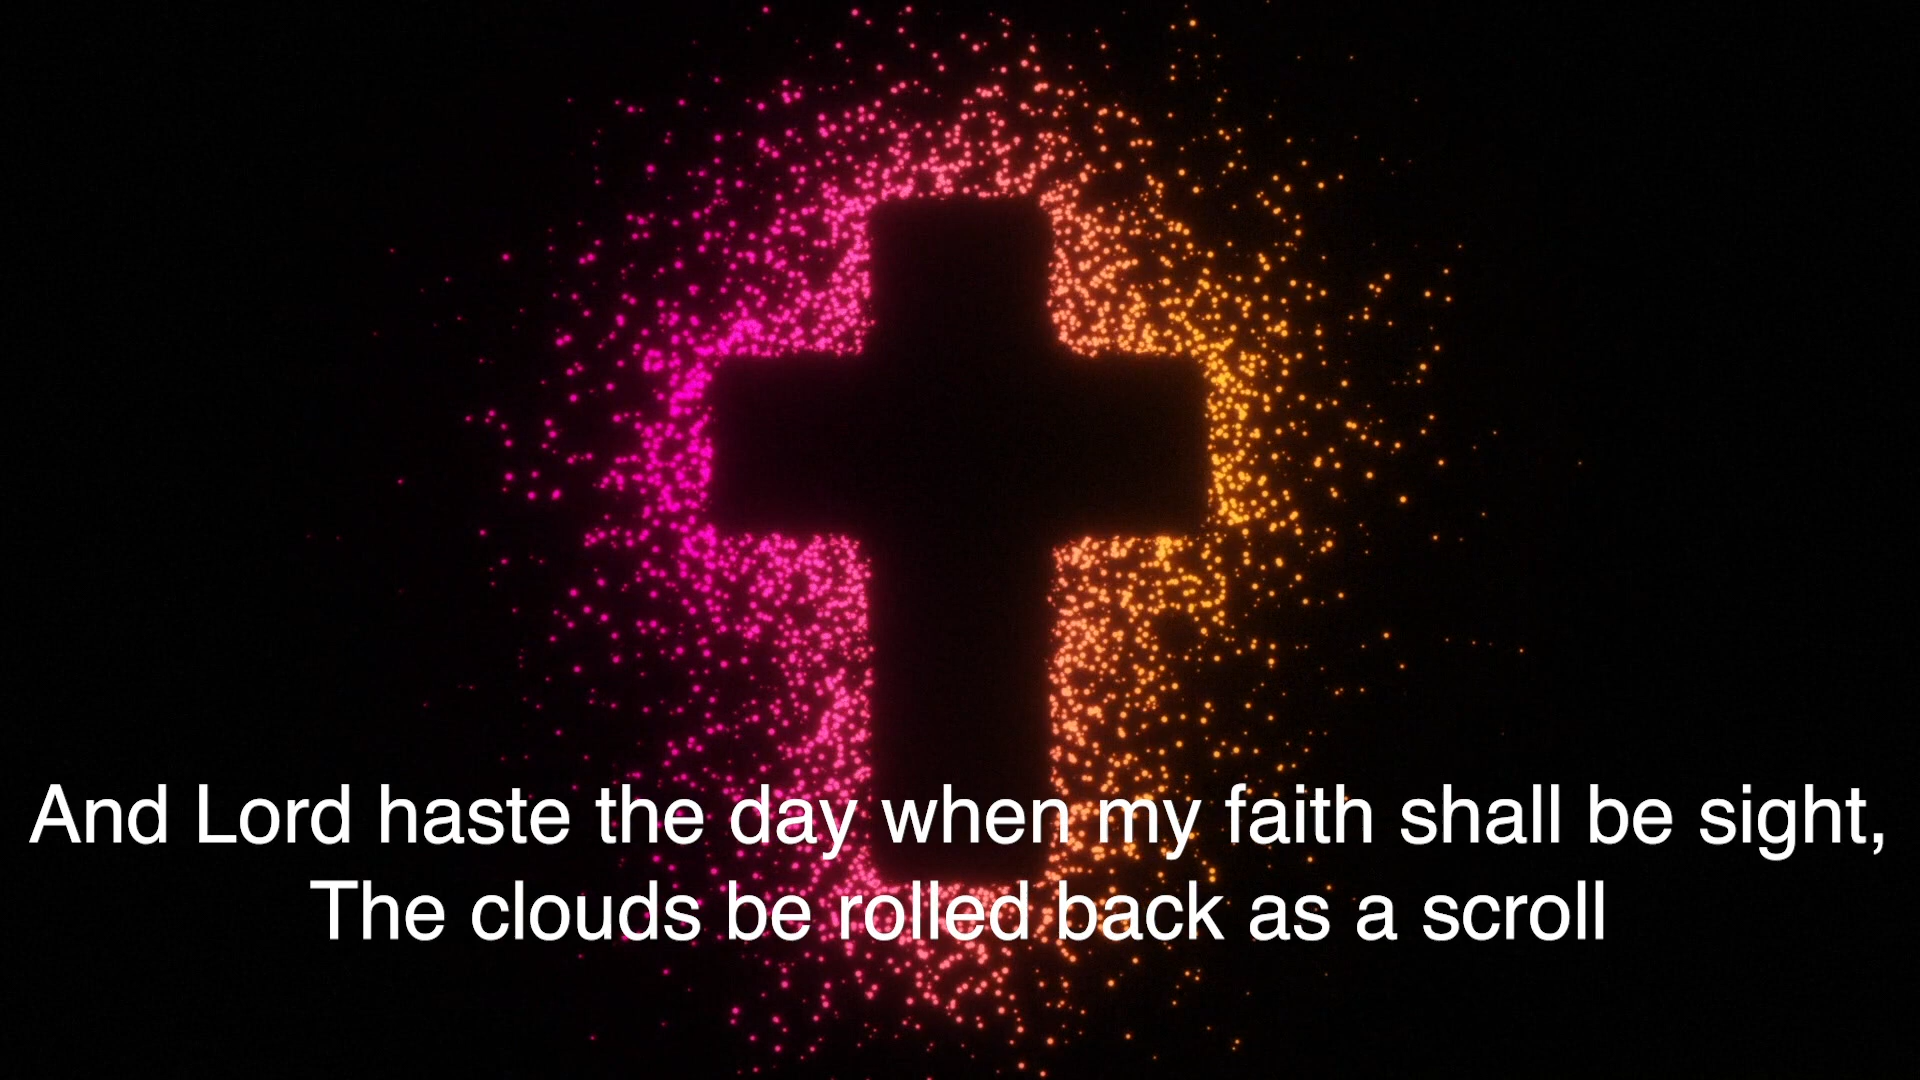 And Lord haste the day when my faith shall be sight,
The clouds be rolled back as a scroll